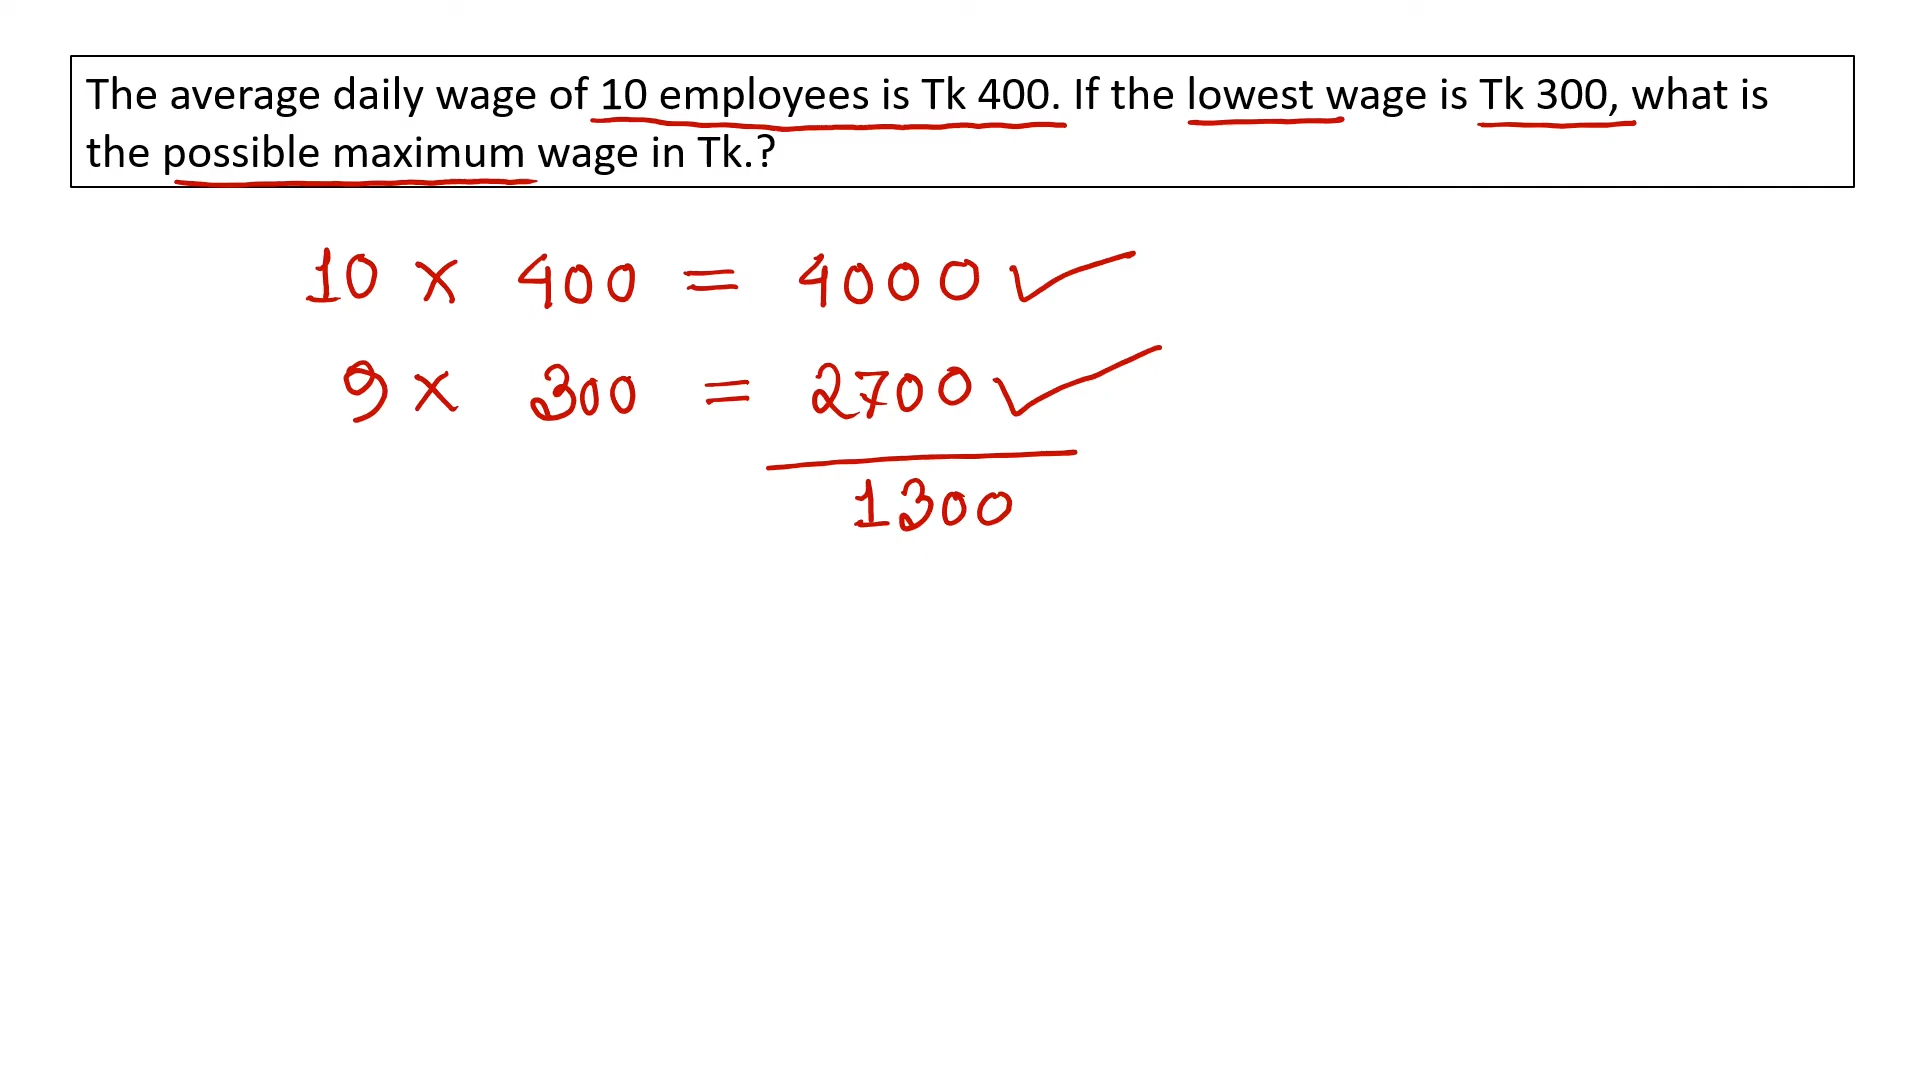 The average daily wage of 10 employees is Tk 400. If the lowest wage is Tk 300, what is
the possible maximum wage in Tk.?
10 × 400 = 4000 ✓
9 × 300 = 2700 ✓
1300